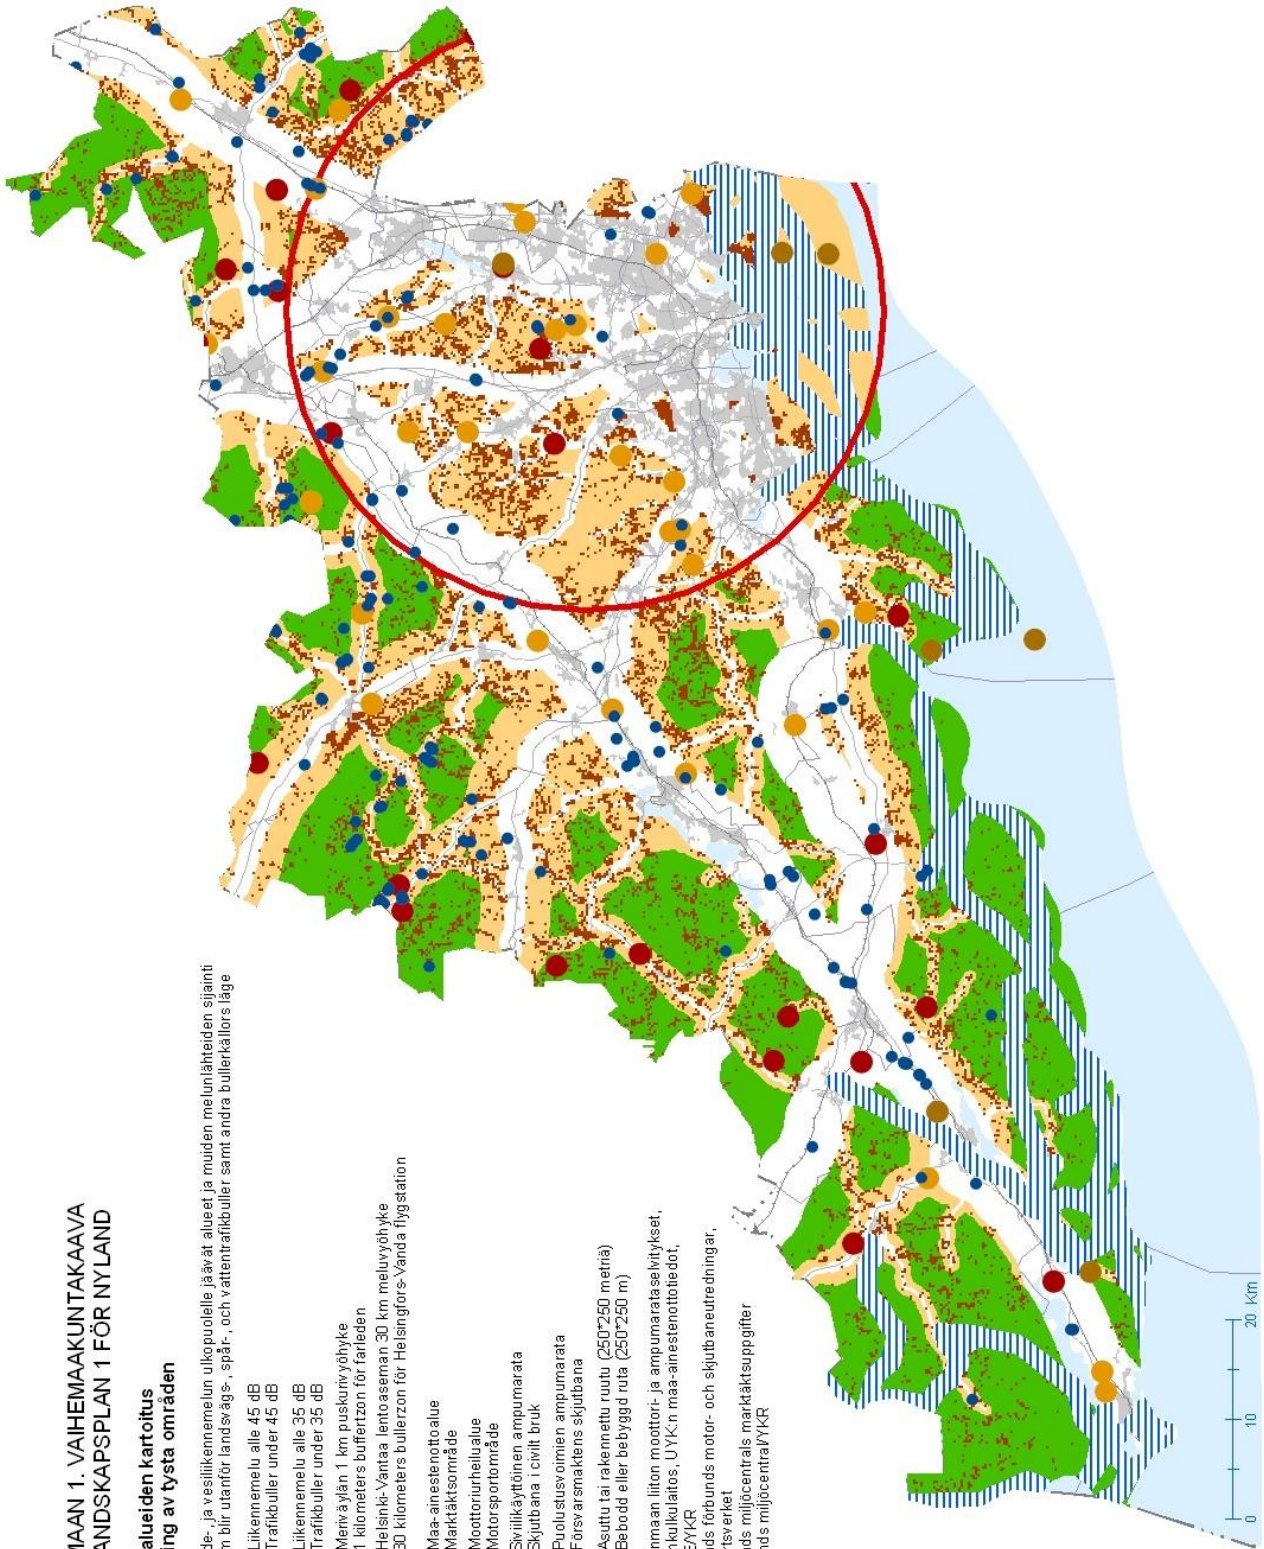 MAAN 1. VAIHEMAAKUNTAKAAVA
ANDSKAPSPLAN 1 FÖR NYLAND
alueiden kartoitus
ing av tysta områden
de-, ja vesiliikennemelun ulkopuolelle jäävät alueet ja muiden melunlähteiden sijainti
n blir utanför landsvägs-, spår-, och vattentrafikbuller samt andra bullerkällors läge
Liikennemelu alle 45 dB
Trafikbuller under 45 dB
Liikennemelu alle 35 dB
Trafikbuller under 35 dB
Meriväylän 1 km puskurivyöhyke
1 kilometers buffertzon för farleden
Helsinki-Vantaa lentoaseman 30 km meluvyöhyke
30 kilometers bullerzon för Helsingfors-Vanda flygstation
Maa-ainestenottoalue
Marktäktsområde
Moottoriurheilualue
Motorsportområde
Siviilikäyttöinen ampumarata
Skjutbana i civilt bruk
Puolustusvoimien ampumarata
Försvarsmaktens skjutbana
Asuttu tai rakennettu ruutu (250*250 metriä)
Bebodd eller bebyggd ruta (250*250 m)
nmaan liiton moottori- ja ampumarataselvitykset,
nkulkulaitos, UYK:n maa-ainestenottotiedot,
E/YKR
ds förbunds motor- och skjutbaneutredningar,
tsverket
ds miljöcentrals marktäktsuppgifter
nds miljöcentral/YKR
0 10 20 Km